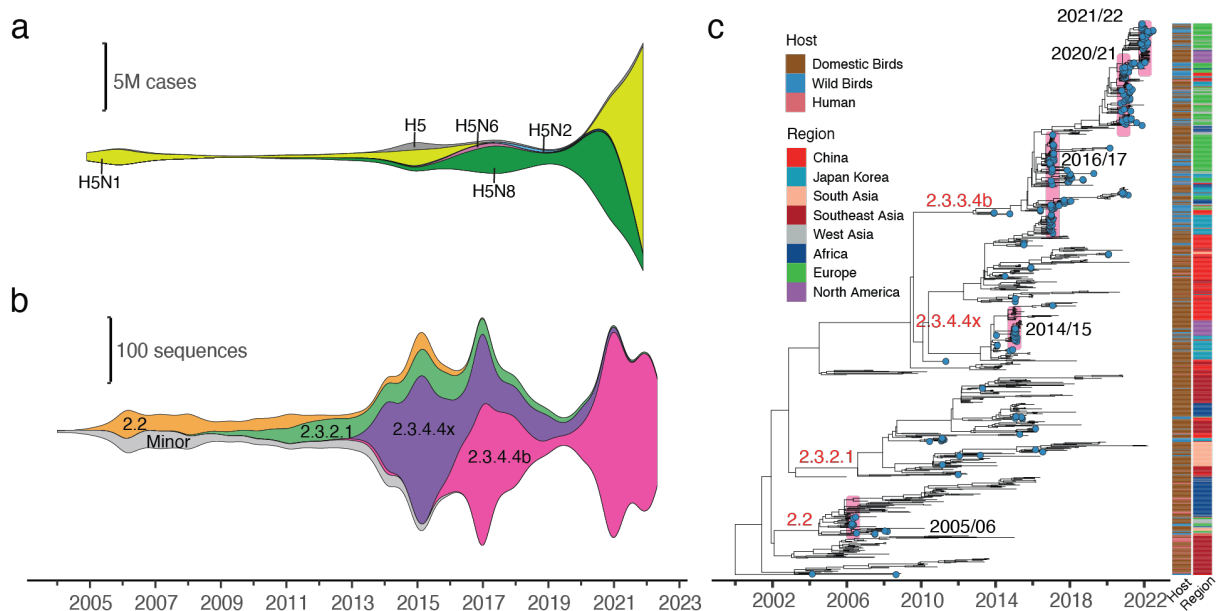 a
5M cases
H5
H5N6
H5N2
H5N1
H5N8
b
100 sequences
2.2
Minor
2.3.2.1
2.3.4.4x
2.3.4.4b
2005 2007 2009 2011 2013 2015 2017 2019 2021 2023
c
Host
Domestic Birds
Wild Birds
Human
Region
China
Japan Korea
South Asia
Southeast Asia
West Asia
Africa
Europe
North America
2021/22
2020/21
2016/17
2.3.3.4b
2.3.4.4x
2014/15
2.3.2.1
2.2
2005/06
2002 2006 2010 2014 2018 2022
Host
Region